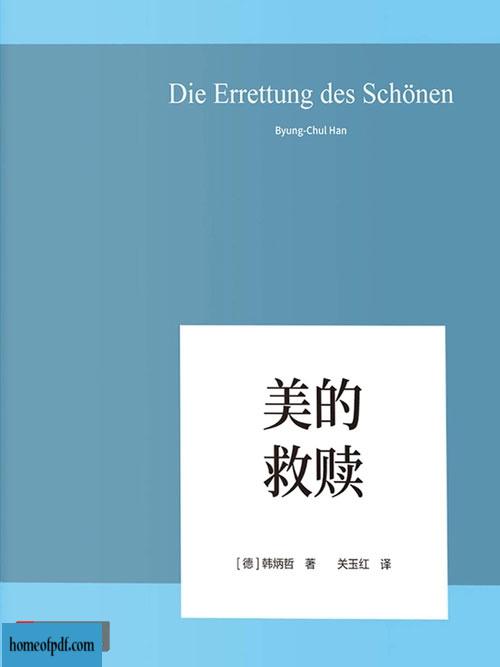 Die Errettung des Schönen
Byung-Chul Han
美的
救赎
[ 德 ] 韩炳哲 著 关玉红 译
homeofpdf.com